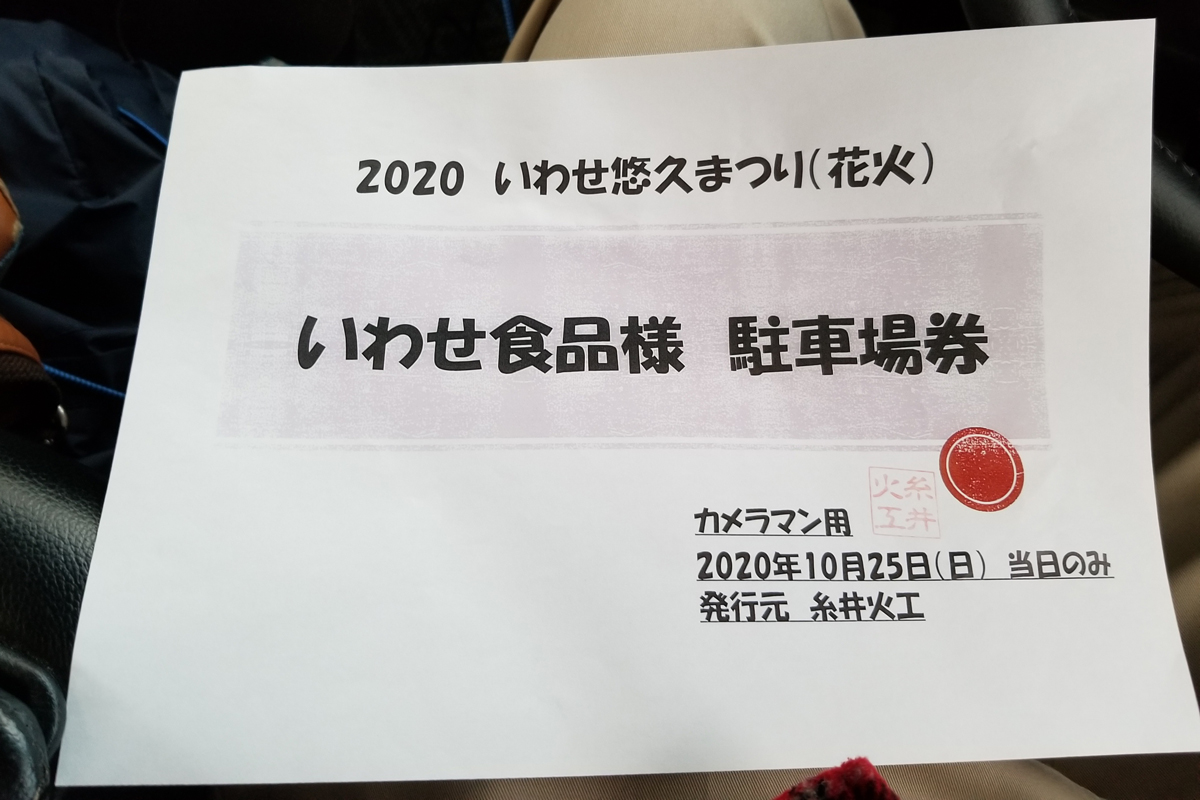 2020 いわせ悠久まつり(花火)
いわせ食品様 駐車場券
糸井火工
カメラマン用
2020年10月25日(日) 当日のみ
発行元 糸井火工